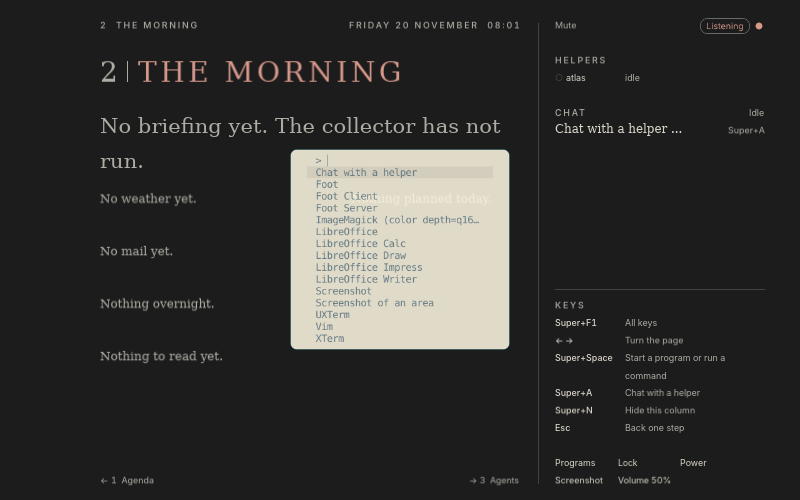 2 THE MORNING
FRIDAY 20 NOVEMBER 08:01
2 THE MORNING
No briefing yet. The collector has not
run.
No weather yet.
ing planned today.
No mail yet.
Nothing overnight.
Nothing to read yet.
>
Chat with a helper
Foot
Foot Client
Foot Server
ImageMagick (color depth=q16…
LibreOffice
LibreOffice Calc
LibreOffice Draw
LibreOffice Impress
LibreOffice Writer
Screenshot
Screenshot of an area
UXTerm
Vim
XTerm
← 1 Agenda
→ 3 Agents
Mute
Listening
HELPERS
atlas idle
CHAT Idle
Chat with a helper ... Super+A
KEYS
Super+F1 All keys
← → Turn the page
Super+Space Start a program or run a
command
Super+A Chat with a helper
Super+N Hide this column
Esc Back one step
Programs Lock Power
Screenshot Volume 50%